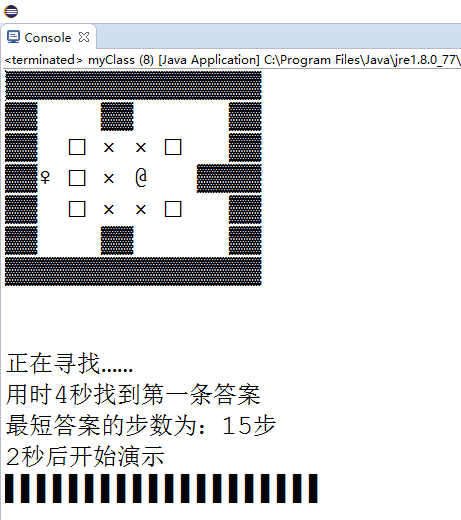 Console
<terminated> myClass (8) [Java Application] C:\Program Files\Java\jre1.8.0_77\
□ × × □
♀ □ × @
□ × × □
正在寻找......
用时4秒找到第一条答案
最短答案的步数为：15步
2秒后开始演示